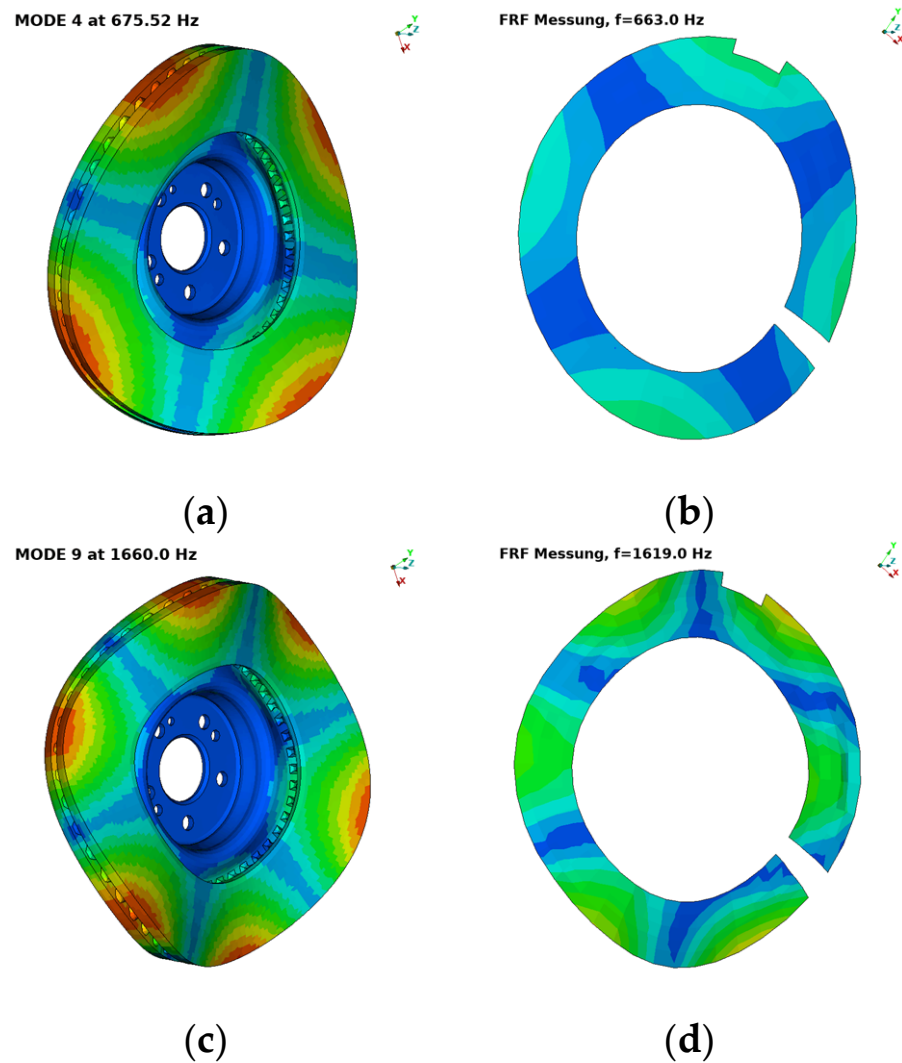 MODE 4 at 675.52 Hz
Y
Z
X
FRF Messung, f=663.0 Hz
Y
Z
X
(a)
(b)
MODE 9 at 1660.0 Hz
Y
Z
X
FRF Messung, f=1619.0 Hz
Y
Z
X
(c)
(d)